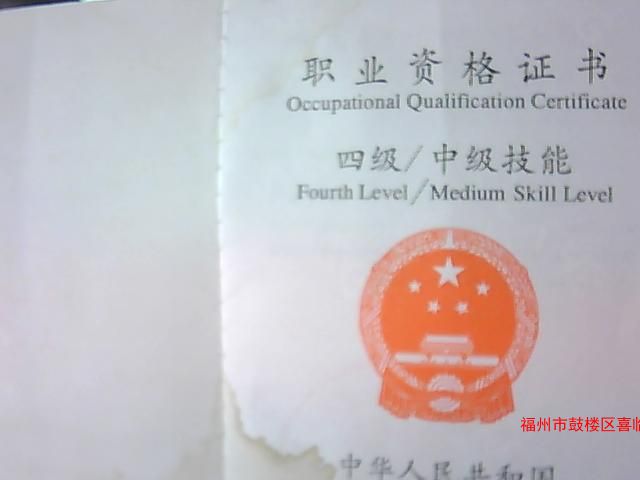 职业资格证书
Occupational Qualification Certificate
四级/中级技能
Fourth Level/Medium Skill Level
福州市鼓楼区喜临
中华人民共和国